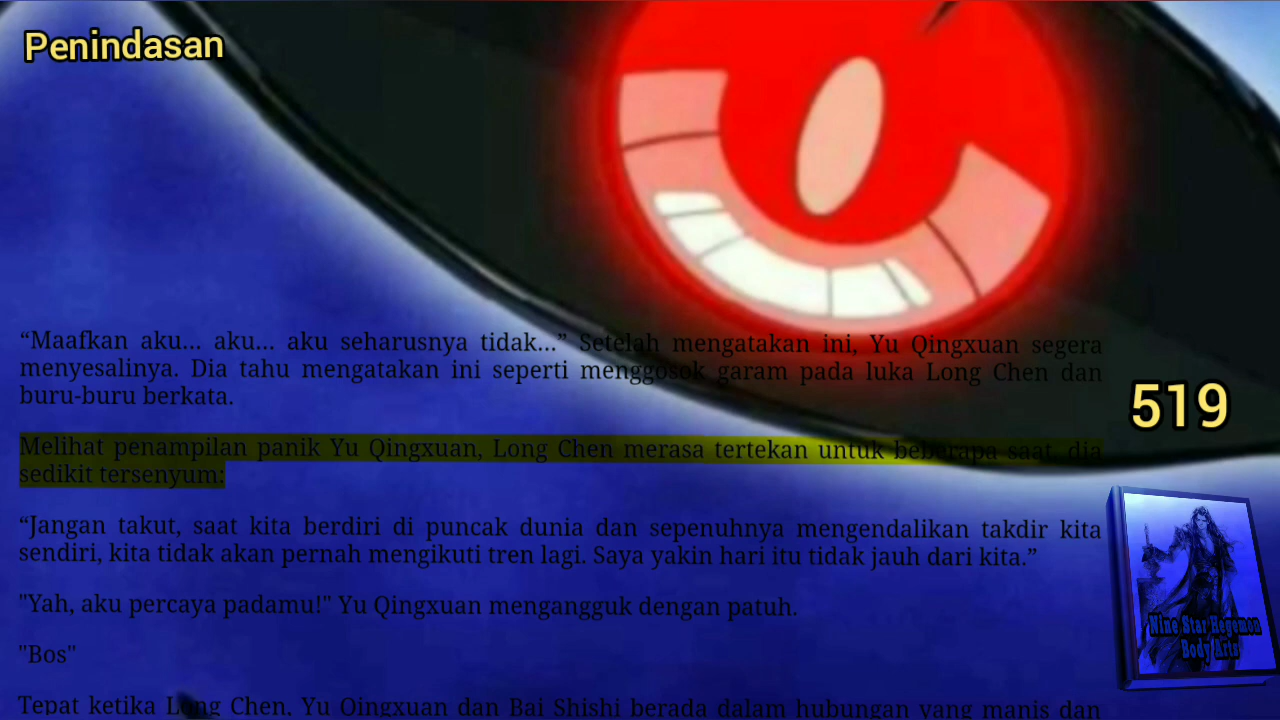 Penindasan
“Maafkan aku... aku... aku seharusnya tidak...” Setelah mengatakan ini, Yu Qingxuan segera
menyesalinya. Dia tahu mengatakan ini seperti menggosok garam pada luka Long Chen dan
buru-buru berkata.
519
Melihat penampilan panik Yu Qingxuan, Long Chen merasa tertekan untuk beberapa saat, dia
sedikit tersenyum:
“Jangan takut, saat kita berdiri di puncak dunia dan sepenuhnya mengendalikan takdir kita
sendiri, kita tidak akan pernah mengikuti tren lagi. Saya yakin hari itu tidak jauh dari kita.”
"Yah, aku percaya padamu!" Yu Qingxuan mengangguk dengan patuh.
Nine Star Hegemon
Body Arts
"Bos"
Tepat ketika Long Chen, Yu Qingxuan dan Bai Shishi berada dalam hubungan yang manis dan